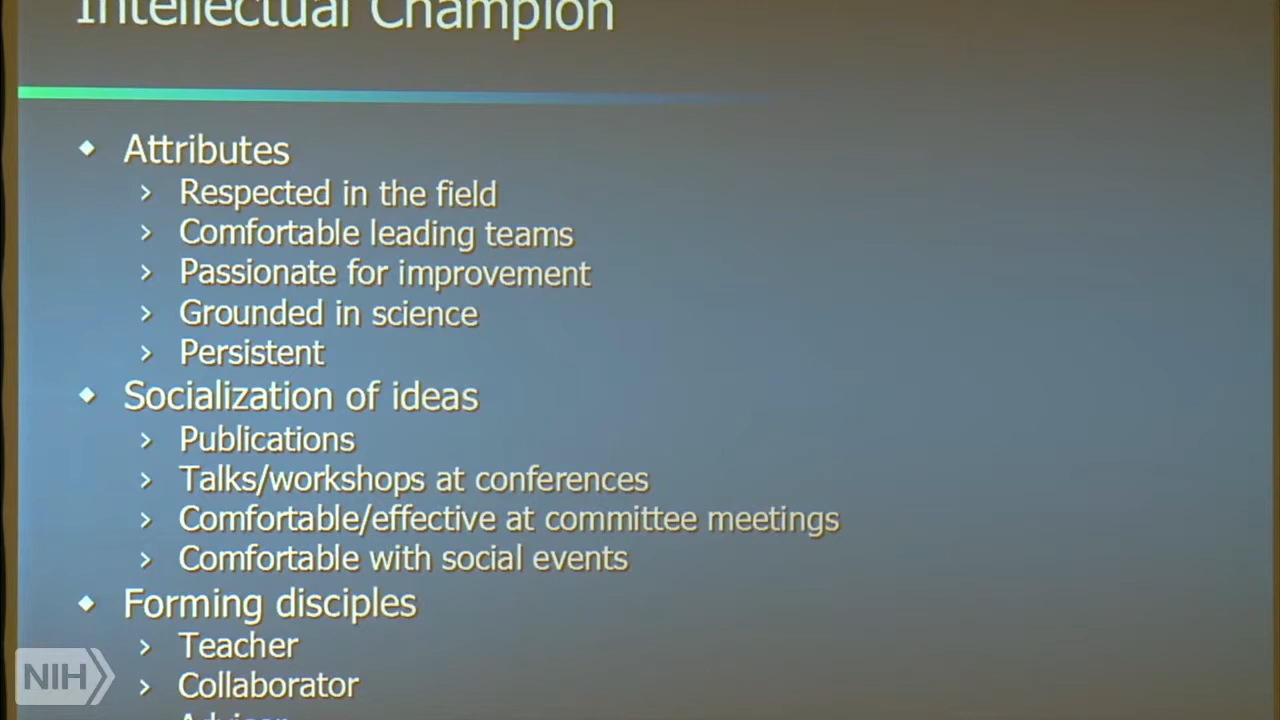 Intellectual Champion
◆ Attributes
› Respected in the field
› Comfortable leading teams
› Passionate for improvement
› Grounded in science
› Persistent
◆ Socialization of ideas
› Publications
› Talks/workshops at conferences
› Comfortable/effective at committee meetings
› Comfortable with social events
◆ Forming disciples
› Teacher
› Collaborator
NIH